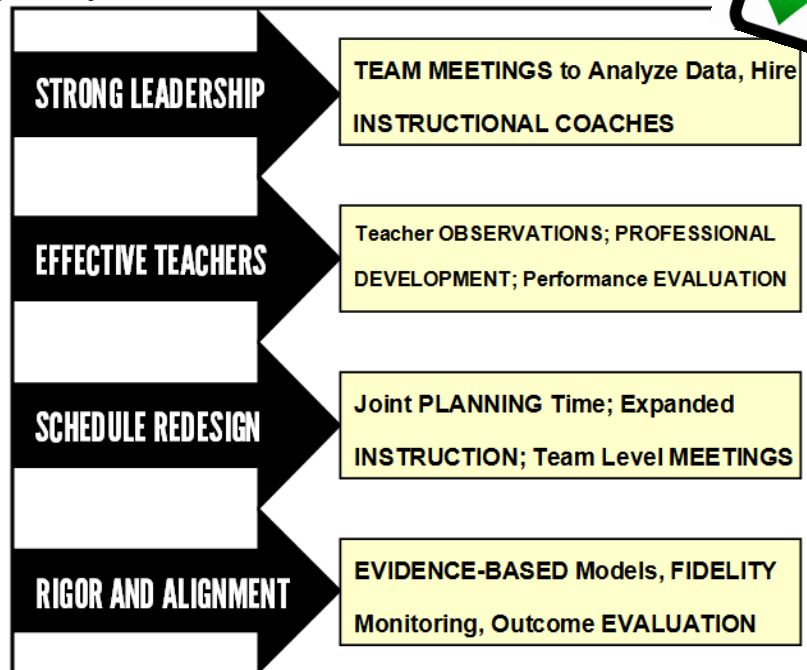 STRONG LEADERSHIP
TEAM MEETINGS to Analyze Data, Hire
INSTRUCTIONAL COACHES
EFFECTIVE TEACHERS
Teacher OBSERVATIONS; PROFESSIONAL
DEVELOPMENT; Performance EVALUATION
SCHEDULE REDESIGN
Joint PLANNING Time; Expanded
INSTRUCTION; Team Level MEETINGS
RIGOR AND ALIGNMENT
EVIDENCE-BASED Models, FIDELITY
Monitoring, Outcome EVALUATION